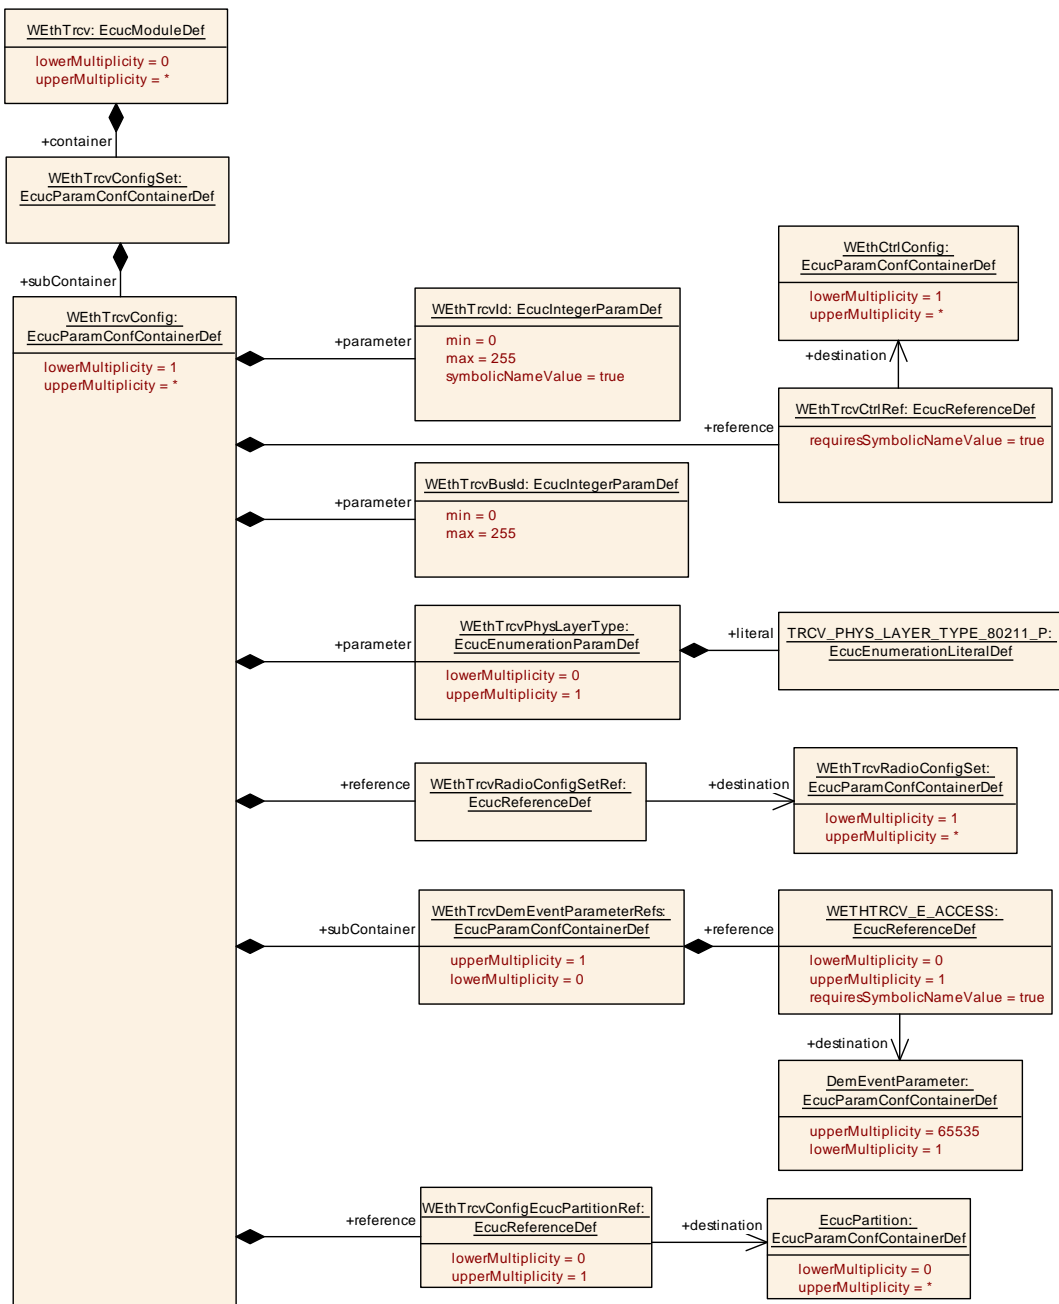 WEthTrcv: EcucModuleDef
lowerMultiplicity = 0
upperMultiplicity = *
+container
WEthTrcvConfigSet:
EcucParamConfContainerDef
+subContainer
WEthTrcvConfig:
EcucParamConfContainerDef
lowerMultiplicity = 1
upperMultiplicity = *
+parameter
WEthTrcvId: EcucIntegerParamDef
min = 0
max = 255
symbolicNameValue = true
WEthCtrlConfig:
EcucParamConfContainerDef
lowerMultiplicity = 1
upperMultiplicity = *
+destination
+reference
WEthTrcvCtrlRef: EcucReferenceDef
requiresSymbolicNameValue = true
+parameter
WEthTrcvBusId: EcucIntegerParamDef
min = 0
max = 255
+parameter
WEthTrcvPhysLayerType:
EcucEnumerationParamDef
lowerMultiplicity = 0
upperMultiplicity = 1
+literal
TRCV_PHYS_LAYER_TYPE_80211_P:
EcucEnumerationLiteralDef
+reference
WEthTrcvRadioConfigSetRef:
EcucReferenceDef
+destination
WEthTrcvRadioConfigSet:
EcucParamConfContainerDef
lowerMultiplicity = 1
upperMultiplicity = *
+subContainer
WEthTrcvDemEventParameterRefs:
EcucParamConfContainerDef
upperMultiplicity = 1
lowerMultiplicity = 0
+reference
WETHTRCV_E_ACCESS:
EcucReferenceDef
lowerMultiplicity = 0
upperMultiplicity = 1
requiresSymbolicNameValue = true
+destination
DemEventParameter:
EcucParamConfContainerDef
upperMultiplicity = 65535
lowerMultiplicity = 1
+reference
WEthTrcvConfigEcucPartitionRef:
EcucReferenceDef
lowerMultiplicity = 0
upperMultiplicity = 1
+destination
EcucPartition:
EcucParamConfContainerDef
lowerMultiplicity = 0
upperMultiplicity = *